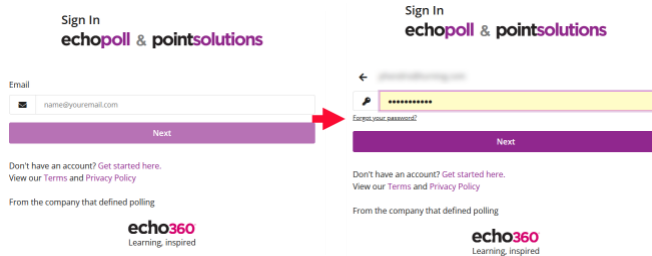 Sign In
echopoll & pointsolutions
Email
name@youremail.com
Next
Don't have an account? Get started here.
View our Terms and Privacy Policy
From the company that defined polling
echo360
Learning, inspired
Sign In
echopoll & pointsolutions
Forgot your password?
Next
Don't have an account? Get started here.
View our Terms and Privacy Policy
From the company that defined polling
echo360
Learning, inspired